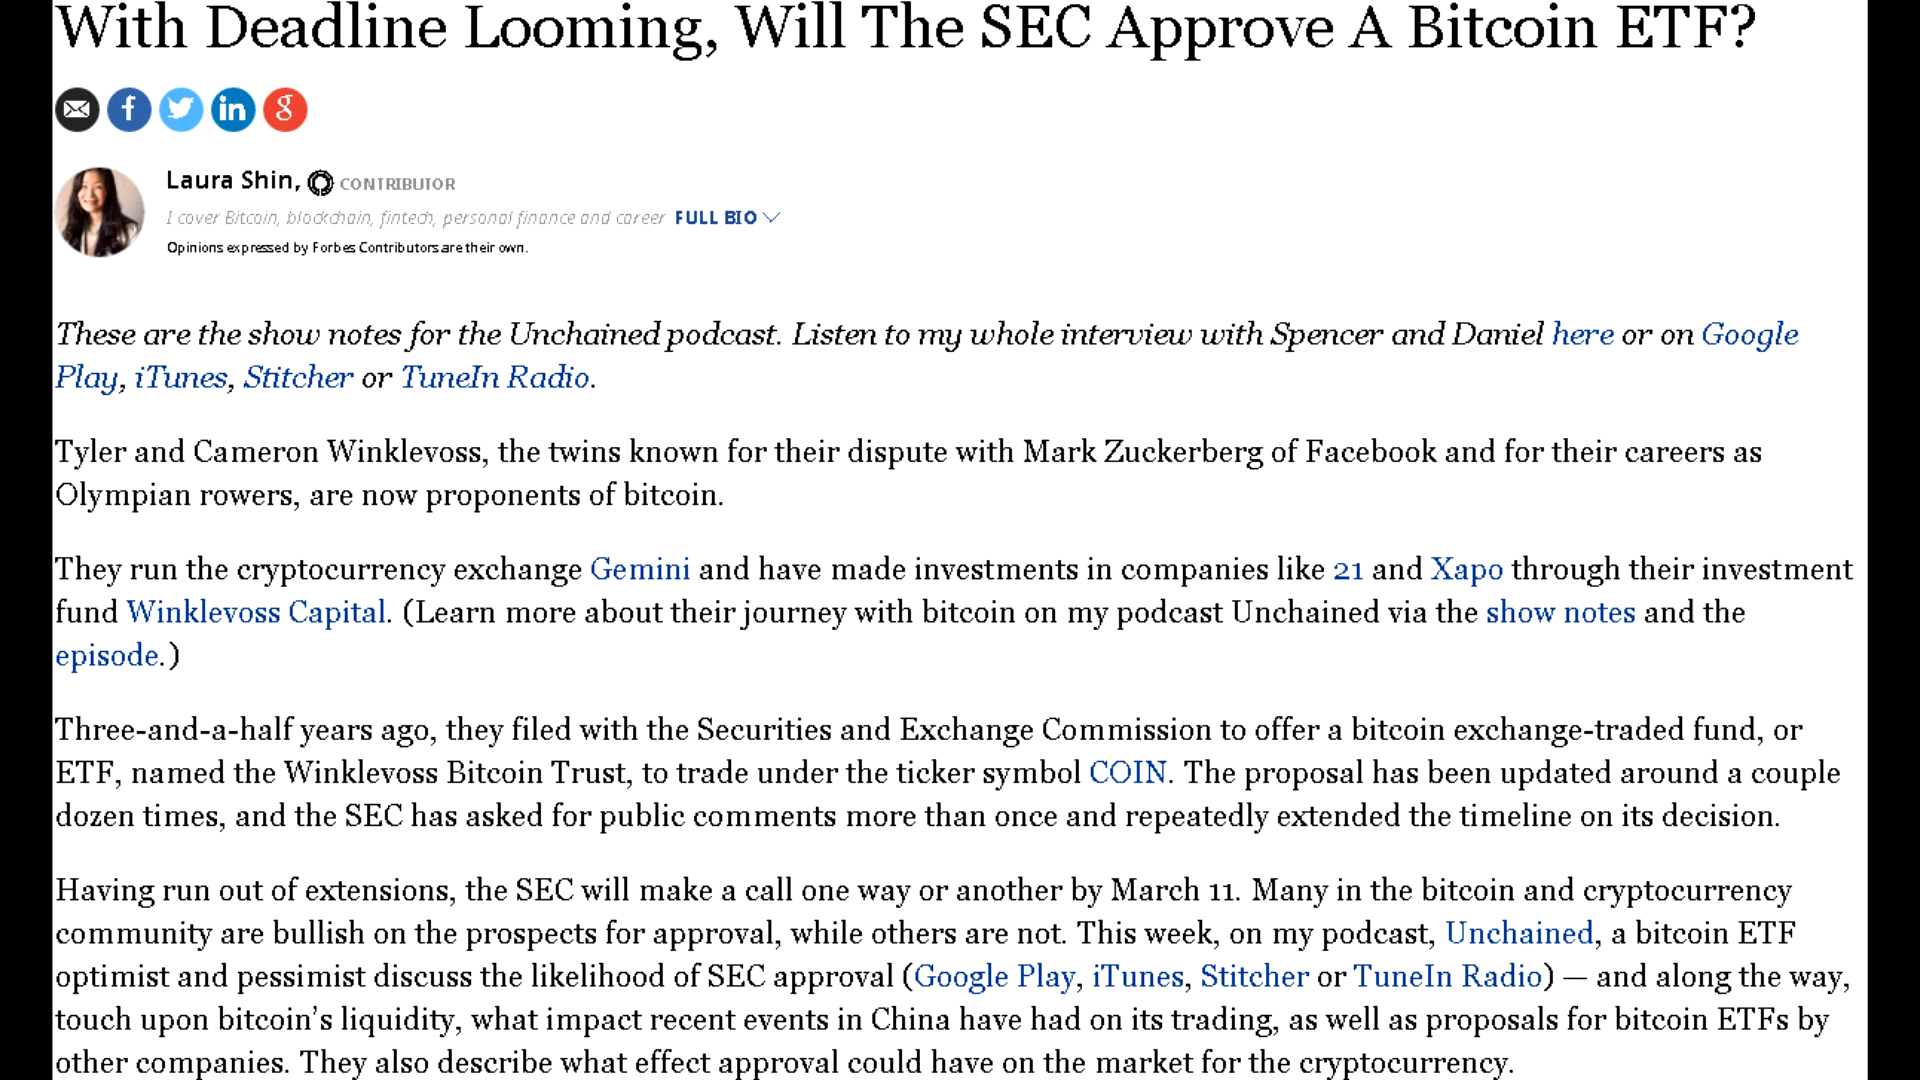 With Deadline Looming, Will The SEC Approve A Bitcoin ETF?
f in g
Laura Shin, CONTRIBUTOR
I cover Bitcoin, blockchain, fintech, personal finance and career FULL BIO
Opinions expressed by Forbes Contributors are their own.
These are the show notes for the Unchained podcast. Listen to my whole interview with Spencer and Daniel here or on Google
Play, iTunes, Stitcher or TuneIn Radio.
Tyler and Cameron Winklevoss, the twins known for their dispute with Mark Zuckerberg of Facebook and for their careers as
Olympian rowers, are now proponents of bitcoin.
They run the cryptocurrency exchange Gemini and have made investments in companies like 21 and Xapo through their investment
fund Winklevoss Capital. (Learn more about their journey with bitcoin on my podcast Unchained via the show notes and the
episode.)
Three-and-a-half years ago, they filed with the Securities and Exchange Commission to offer a bitcoin exchange-traded fund, or
ETF, named the Winklevoss Bitcoin Trust, to trade under the ticker symbol COIN. The proposal has been updated around a couple
dozen times, and the SEC has asked for public comments more than once and repeatedly extended the timeline on its decision.
Having run out of extensions, the SEC will make a call one way or another by March 11. Many in the bitcoin and cryptocurrency
community are bullish on the prospects for approval, while others are not. This week, on my podcast, Unchained, a bitcoin ETF
optimist and pessimist discuss the likelihood of SEC approval (Google Play, iTunes, Stitcher or TuneIn Radio) — and along the way,
touch upon bitcoin’s liquidity, what impact recent events in China have had on its trading, as well as proposals for bitcoin ETFs by
other companies. They also describe what effect approval could have on the market for the cryptocurrency.